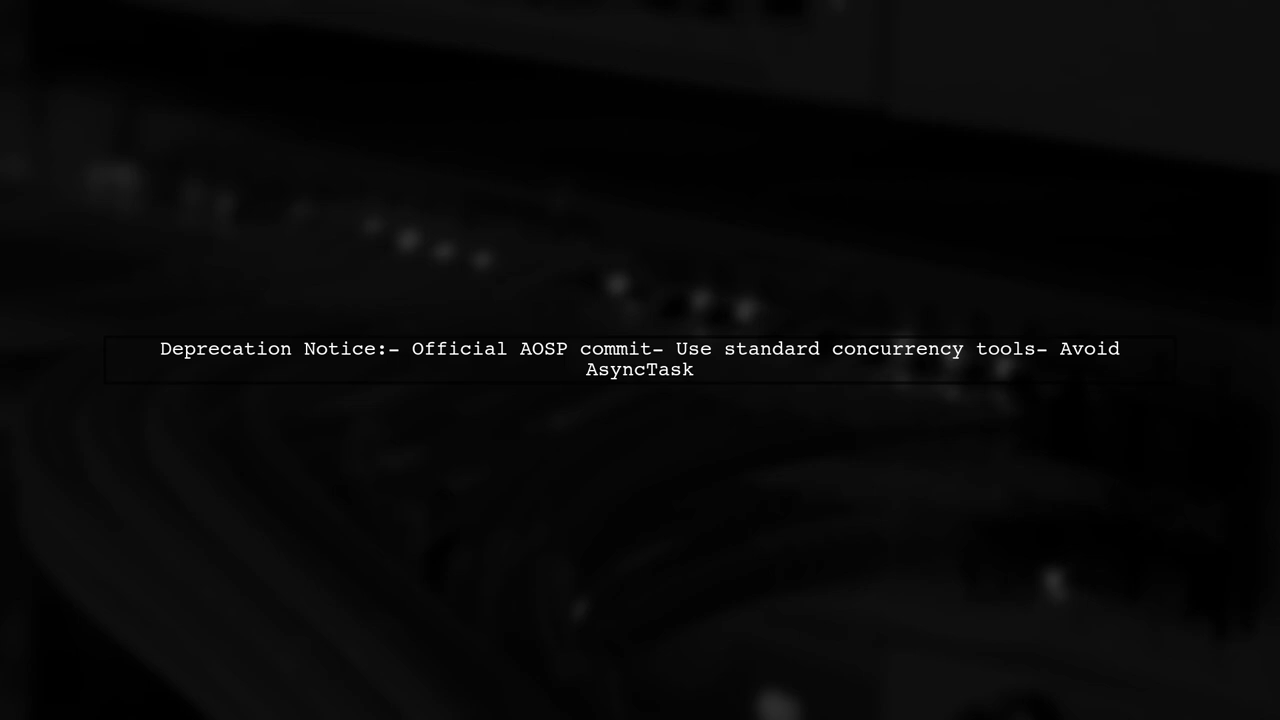 Deprecation Notice:- Official AOSP commit- Use standard concurrency tools- Avoid
AsyncTask